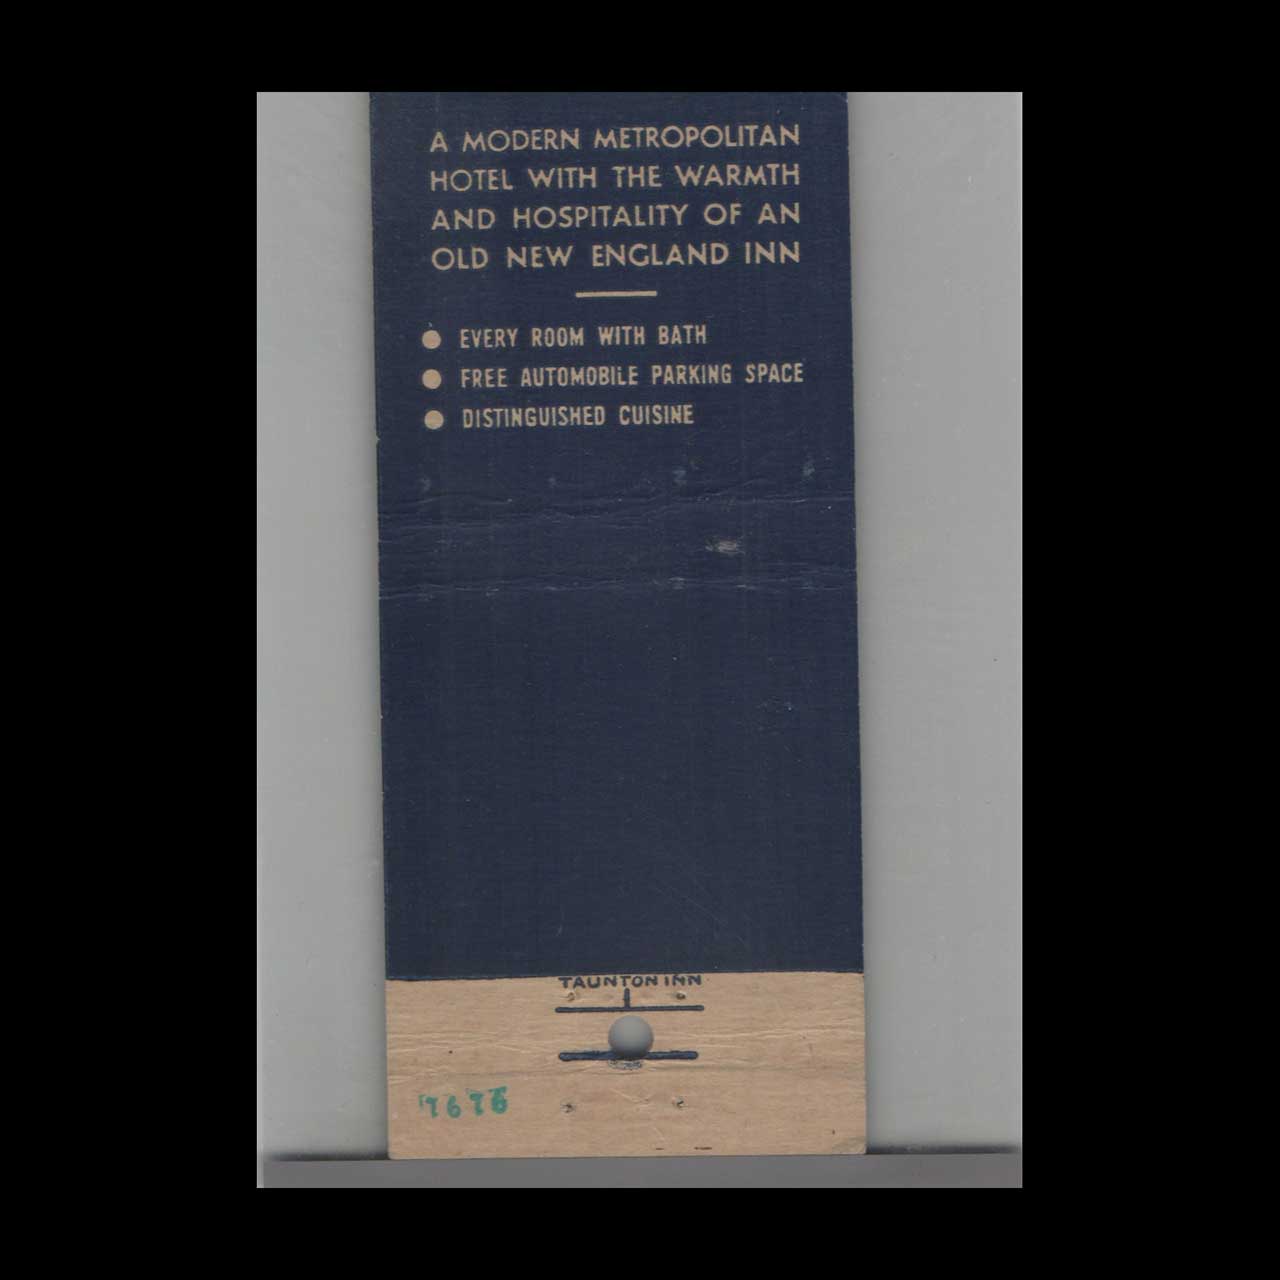 A MODERN METROPOLITAN
HOTEL WITH THE WARMTH
AND HOSPITALITY OF AN
OLD NEW ENGLAND INN
● EVERY ROOM WITH BATH
● FREE AUTOMOBILE PARKING SPACE
● DISTINGUISHED CUISINE
TAUNTON INN